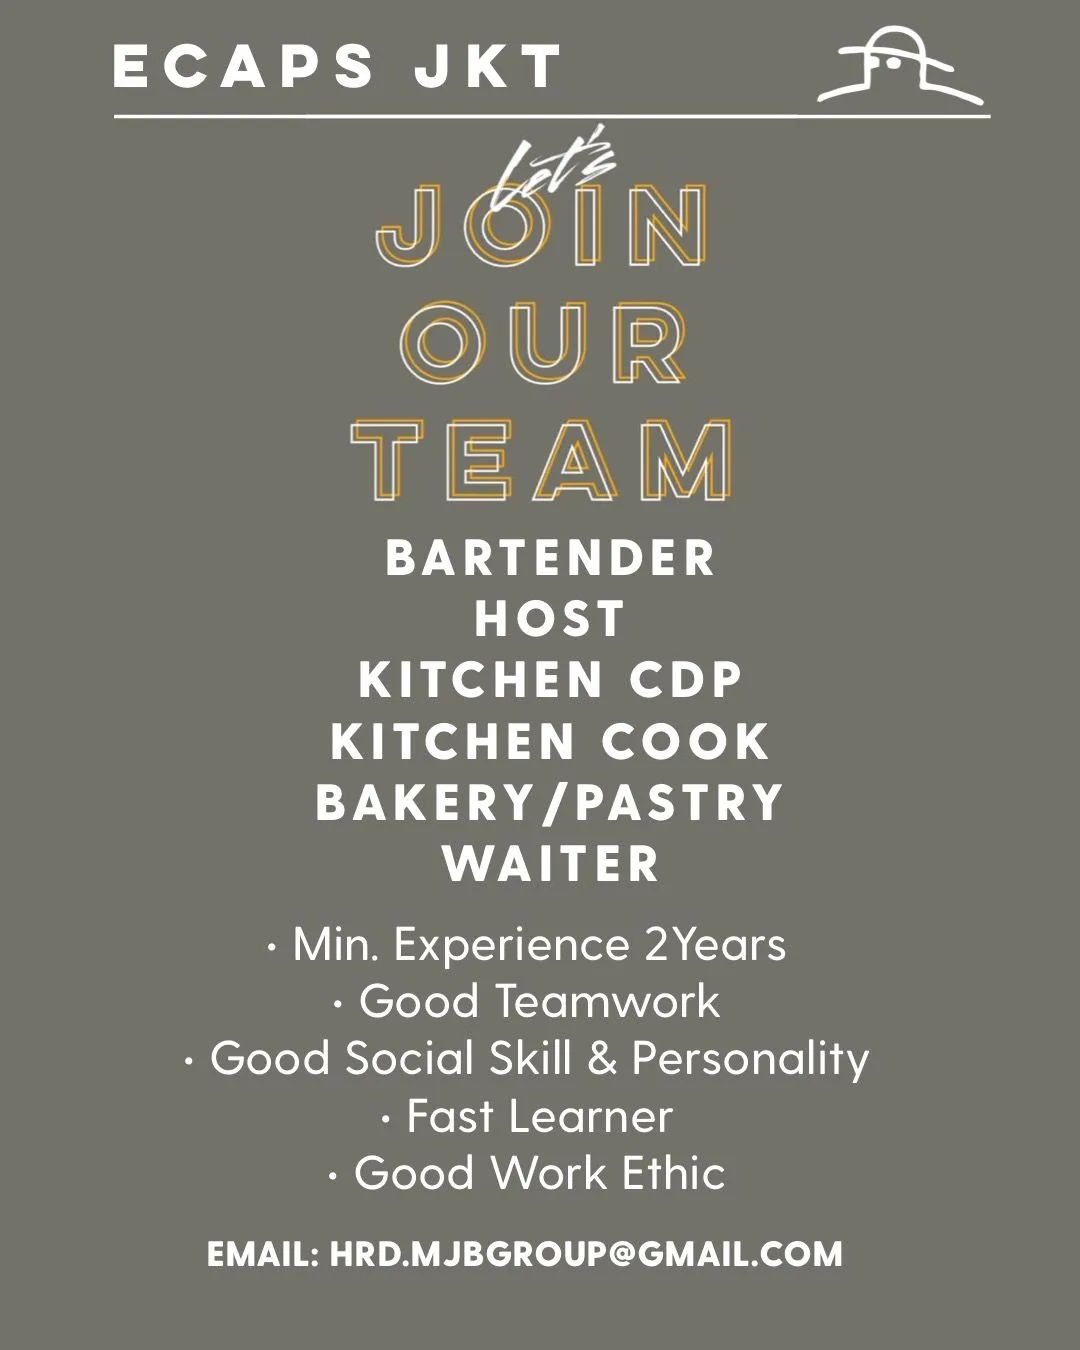 ECAPS JKT
Let's
JOIN
OUR
TEAM
BARTENDER
HOST
KITCHEN CDP
KITCHEN COOK
BAKERY/PASTRY
WAITER
• Min. Experience 2Years
• Good Teamwork
• Good Social Skill & Personality
• Fast Learner
• Good Work Ethic
EMAIL: HRD.MJBGROUP@GMAIL.COM